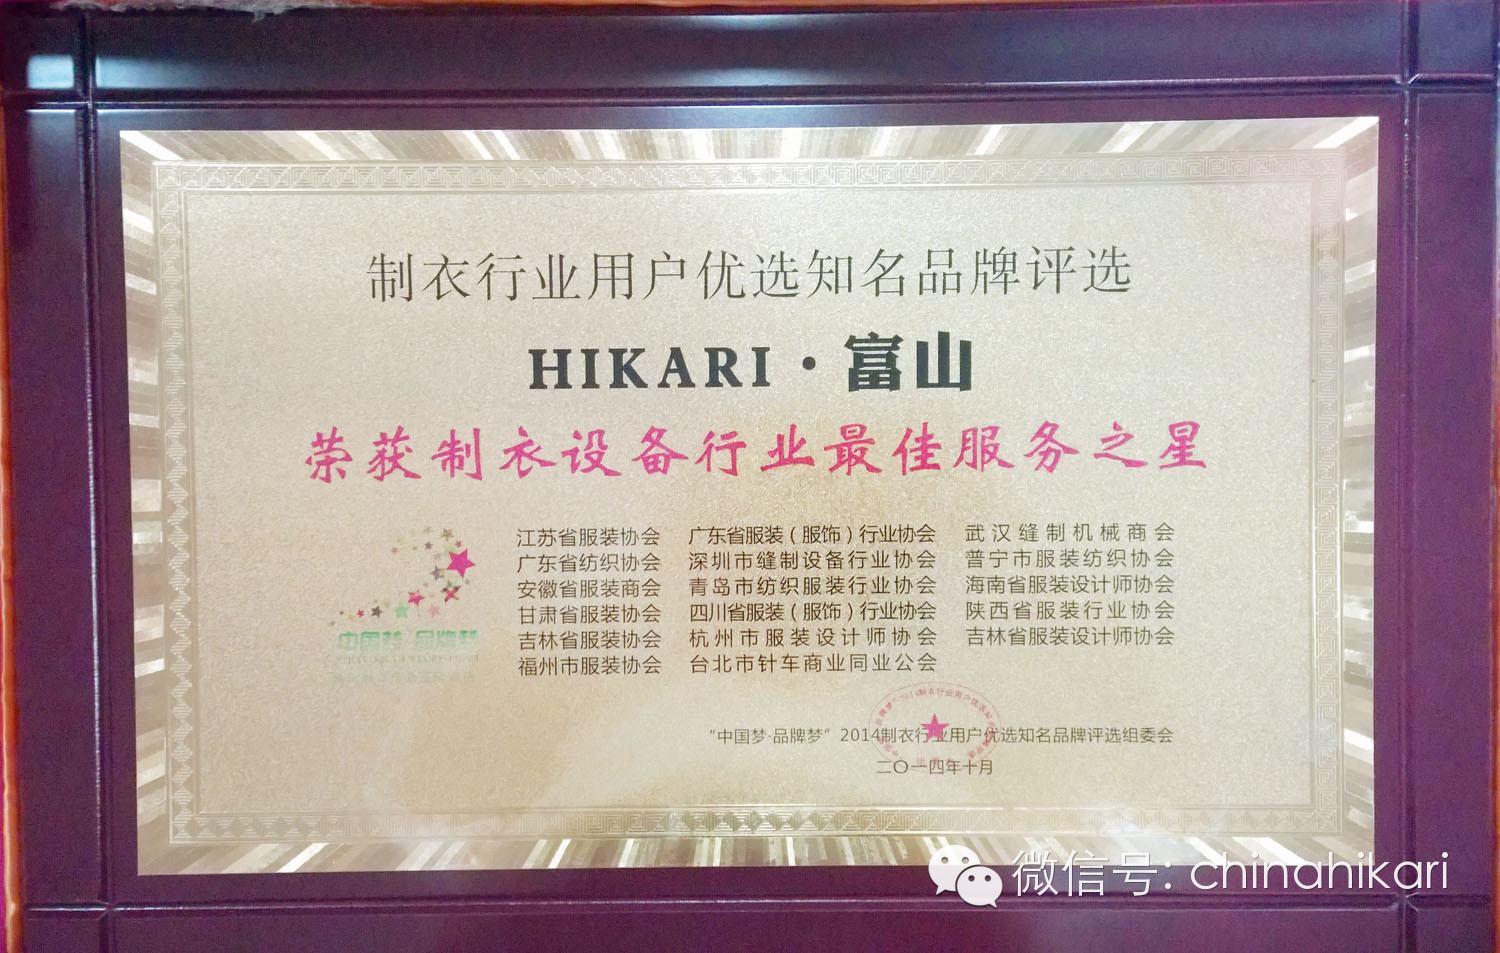 制衣行业用户优选知名品牌评选
HIKARI·富山
荣获制衣设备行业最佳服务之星
江苏省服装协会 广东省服装（服饰）行业协会 武汉缝制机械商会
广东省纺织协会 深圳市缝制设备行业协会 普宁市服装纺织协会
安徽省服装商会 青岛市纺织服装行业协会 海南省服装设计师协会
甘肃省服装协会 四川省服装（服饰）行业协会 陕西省服装行业协会
吉林省服装协会 杭州市服装设计师协会 吉林省服装设计师协会
福州市服装协会 台北市针车商业同业公会
中国梦·品牌梦
“中国梦·品牌梦”2014制衣行业用户优选知名品牌评选组委会
二〇一四年十月
微信号: chinahikari